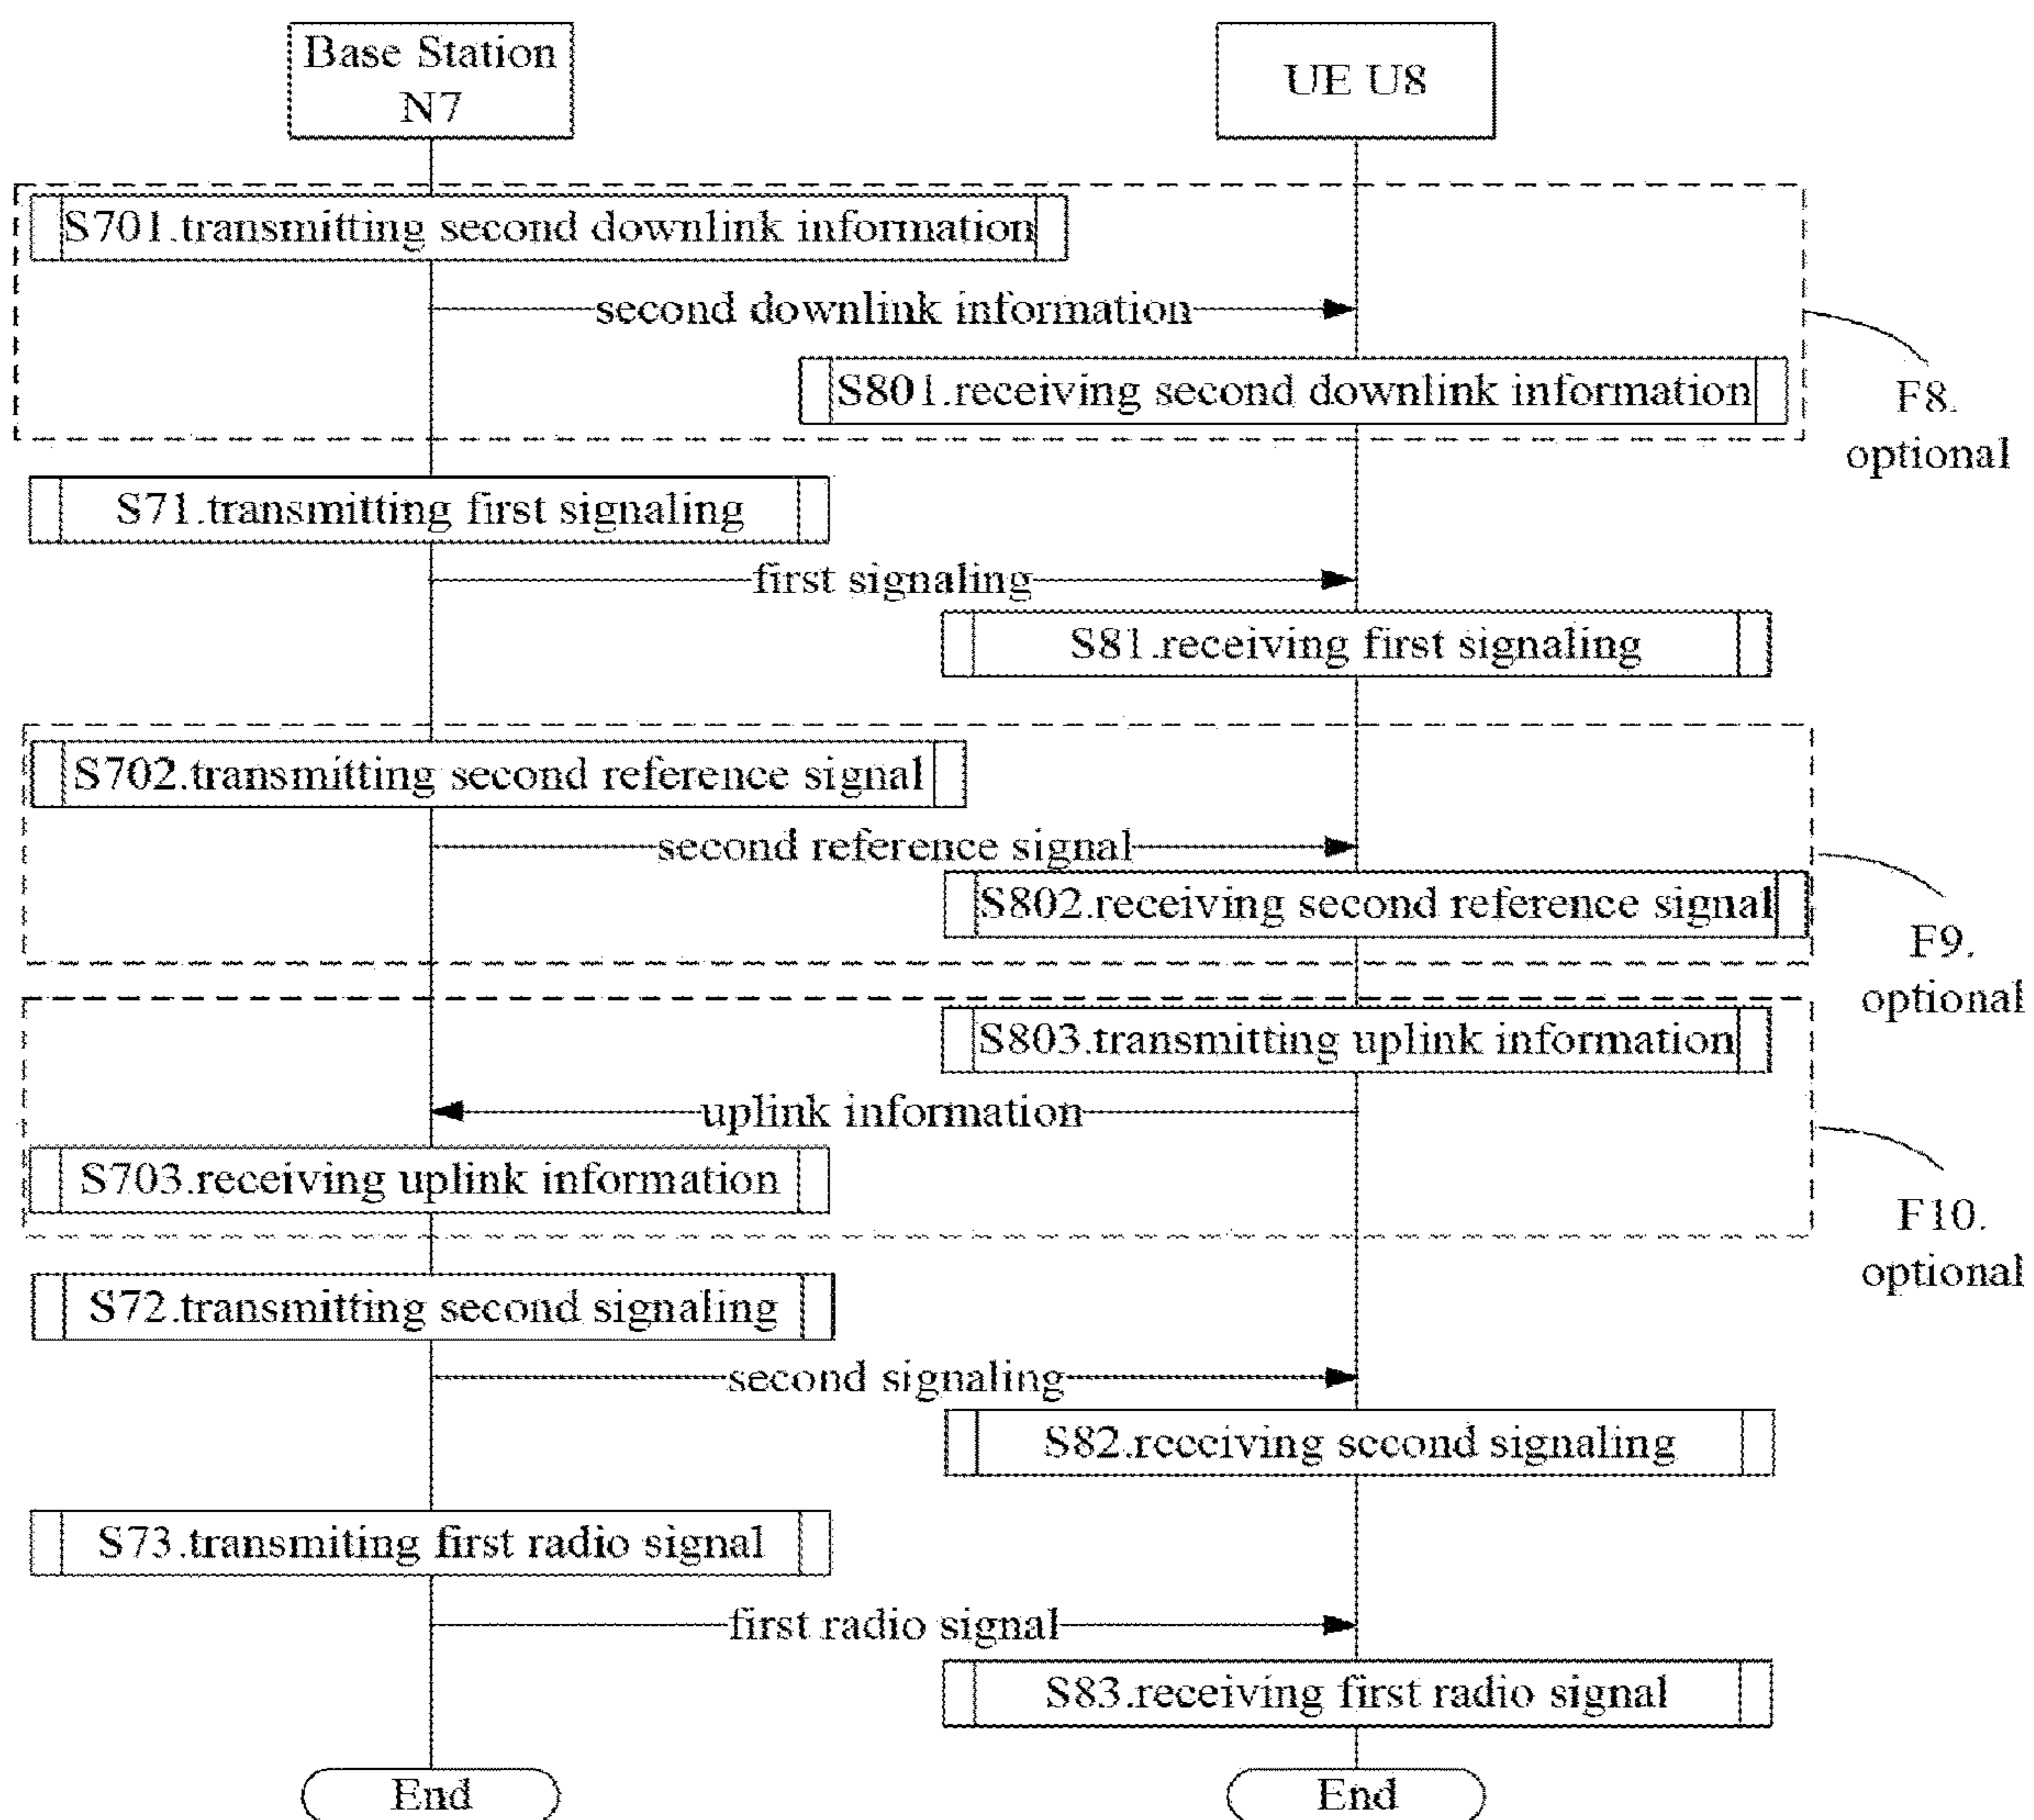 Base Station
N7
UE U8
S701.transmitting second downlink information
second downlink information
S801.receiving second downlink information
F8.
optional
S71.transmitting first signaling
first signaling
S81.receiving first signaling
S702.transmitting second reference signal
second reference signal
S802.receiving second reference signal
F9.
optional
S803.transmitting uplink information
uplink information
S703.receiving uplink information
F10.
optional
S72.transmitting second signaling
second signaling
S82.receiving second signaling
S73.transmiting first radio signal
first radio signal
S83.receiving first radio signal
End
End